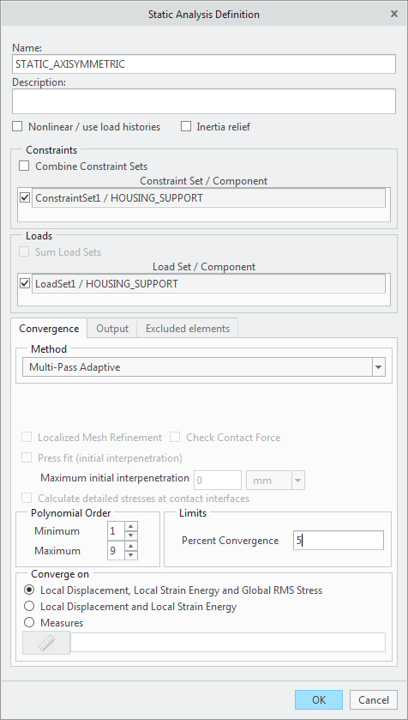 Static Analysis Definition
Name:
STATIC_AXISYMMETRIC
Description:
Nonlinear / use load histories Inertia relief
Constraints
Combine Constraint Sets
Constraint Set / Component
ConstraintSet1 / HOUSING_SUPPORT
Loads
Sum Load Sets
Load Set / Component
LoadSet1 / HOUSING_SUPPORT
Convergence Output Excluded elements
Method
Multi-Pass Adaptive
Localized Mesh Refinement Check Contact Force
Press fit (initial interpenetration)
Maximum initial interpenetration 0 mm
Calculate detailed stresses at contact interfaces
Polynomial Order Limits
Minimum 1
Maximum 9
Percent Convergence 5
Converge on
Local Displacement, Local Strain Energy and Global RMS Stress
Local Displacement and Local Strain Energy
Measures
OK Cancel